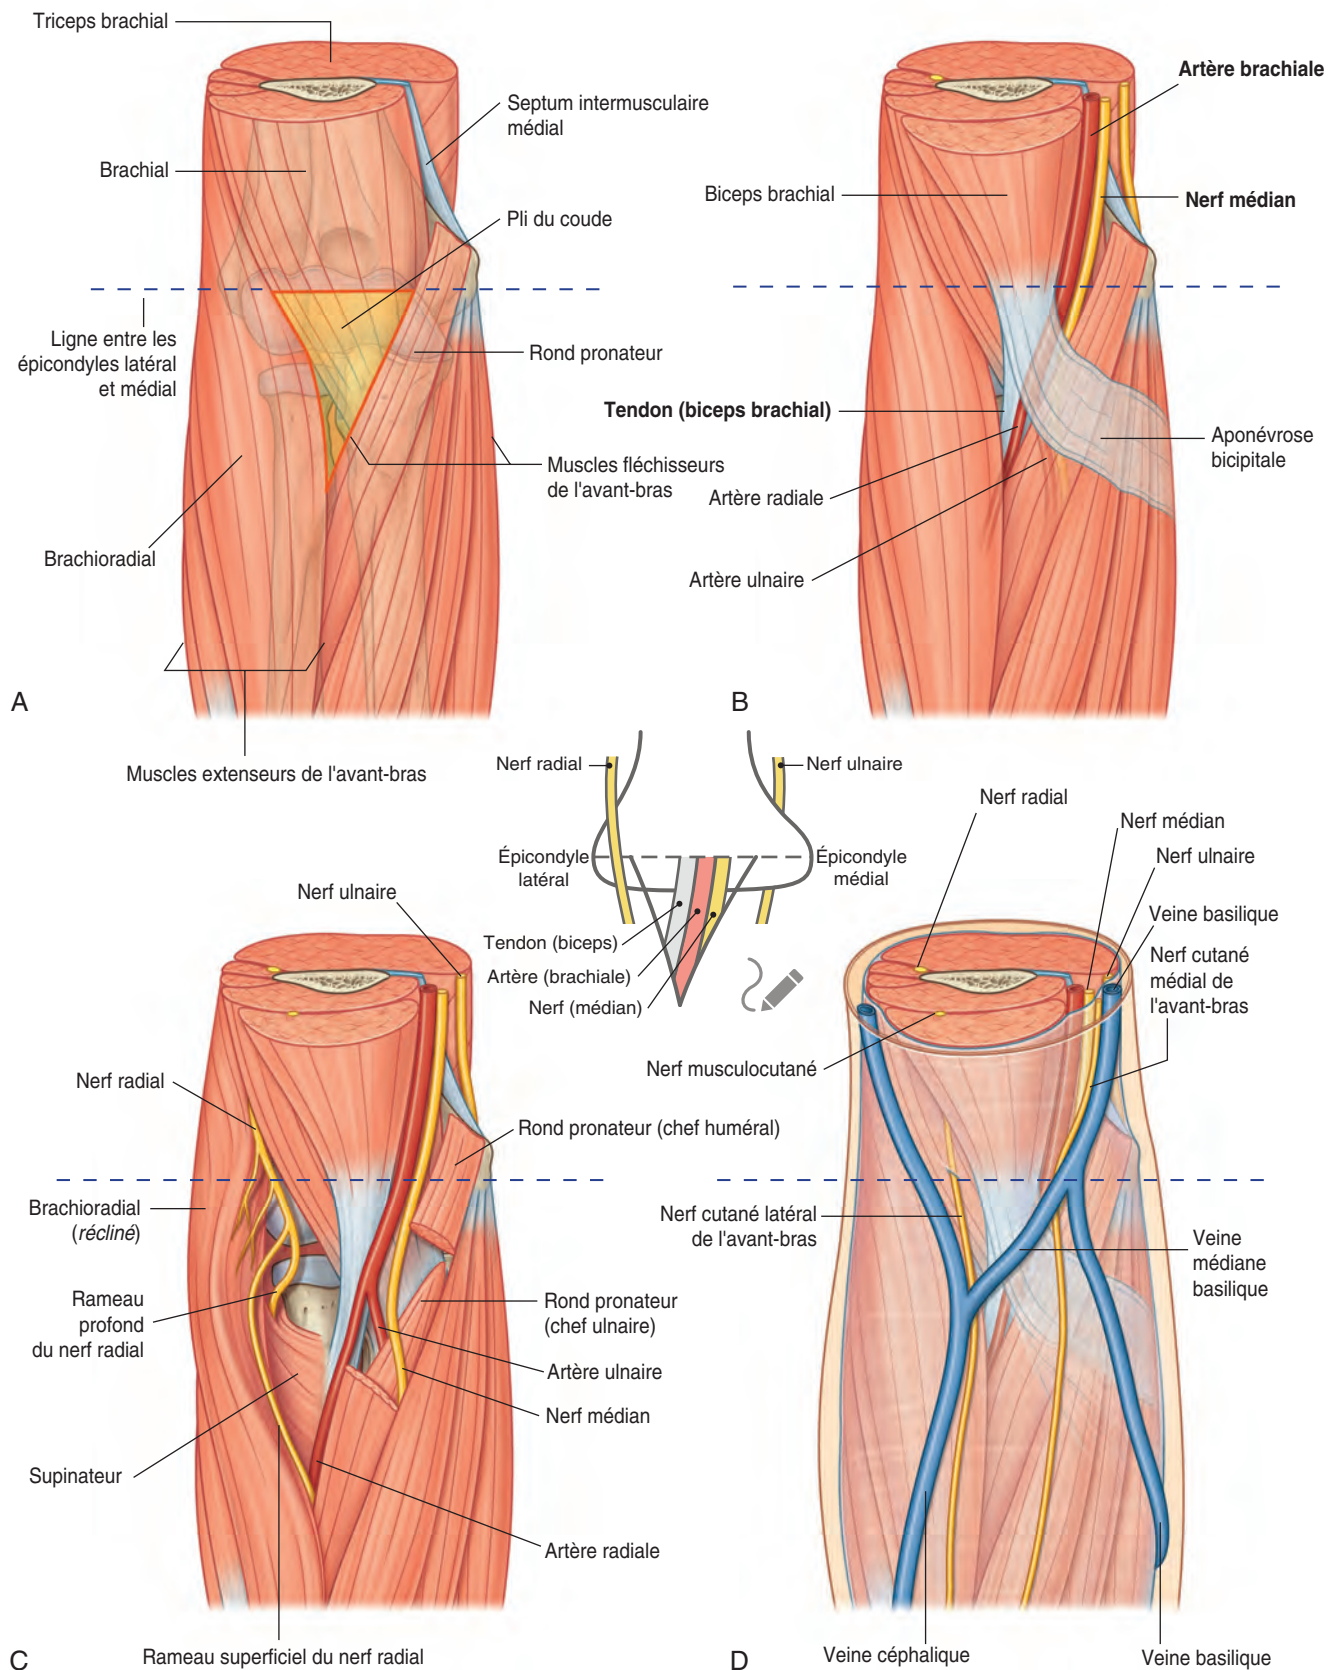 Triceps brachial
Septum intermusculaire
médial
Brachial
Pli du coude
Ligne entre les
épicondyles latéral
et médial
Rond pronateur
Muscles fléchisseurs
de l'avant-bras
Brachioradial
A
Muscles extenseurs de l'avant-bras
Artère brachiale
Biceps brachial
Nerf médian
Tendon (biceps brachial)
Aponévrose
bicipitale
Artère radiale
Artère ulnaire
B
Nerf radial
Nerf ulnaire
Épicondyle
latéral
Épicondyle
médial
Tendon (biceps)
Artère (brachiale)
Nerf (médian)
Nerf ulnaire
Nerf radial
Rond pronateur (chef huméral)
Brachioradial
(récliné)
Rameau
profond
du nerf radial
Rond pronateur
(chef ulnaire)
Artère ulnaire
Nerf médian
Supinateur
Artère radiale
C
Rameau superficiel du nerf radial
Nerf radial
Nerf médian
Nerf ulnaire
Veine basilique
Nerf cutané
médial de
l'avant-bras
Nerf musculocutané
Nerf cutané latéral
de l'avant-bras
Veine
médiane
basilique
D
Veine céphalique
Veine basilique